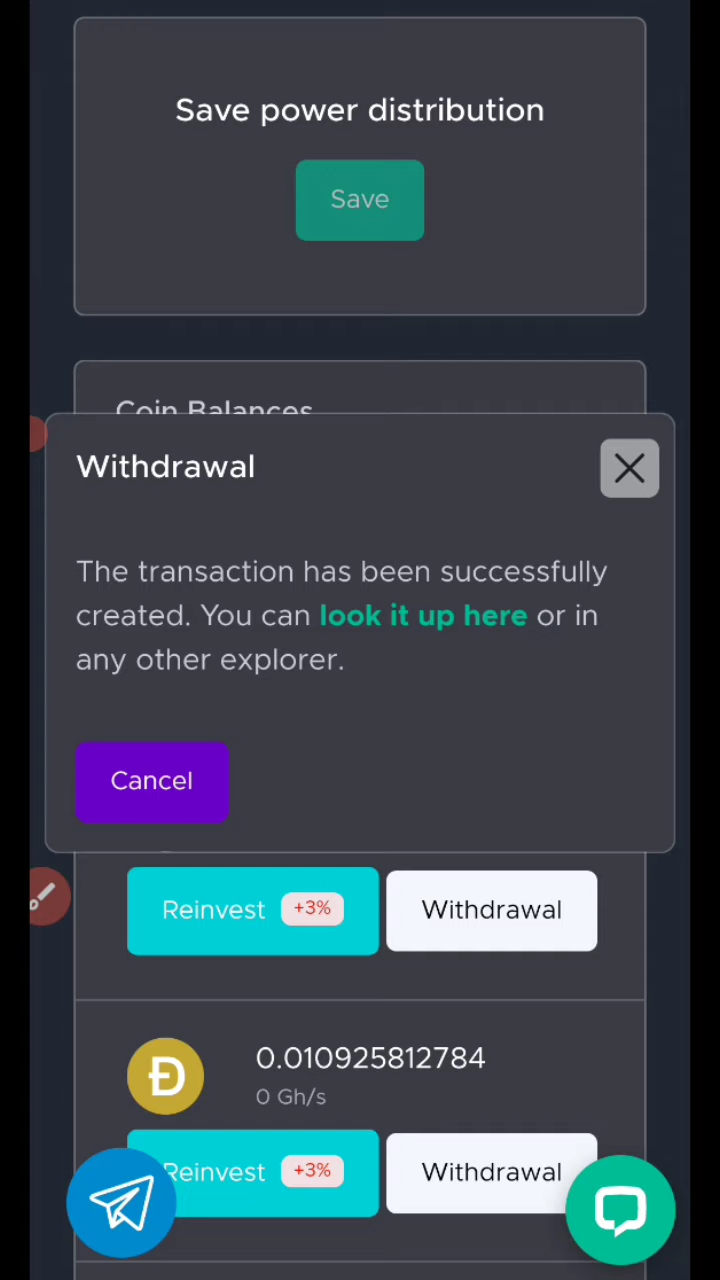 Save power distribution
Save
Coin Balances
Withdrawal
The transaction has been successfully
created. You can look it up here or in
any other explorer.
Cancel
Reinvest +3% Withdrawal
0.010925812784
0 Gh/s
Reinvest +3% Withdrawal